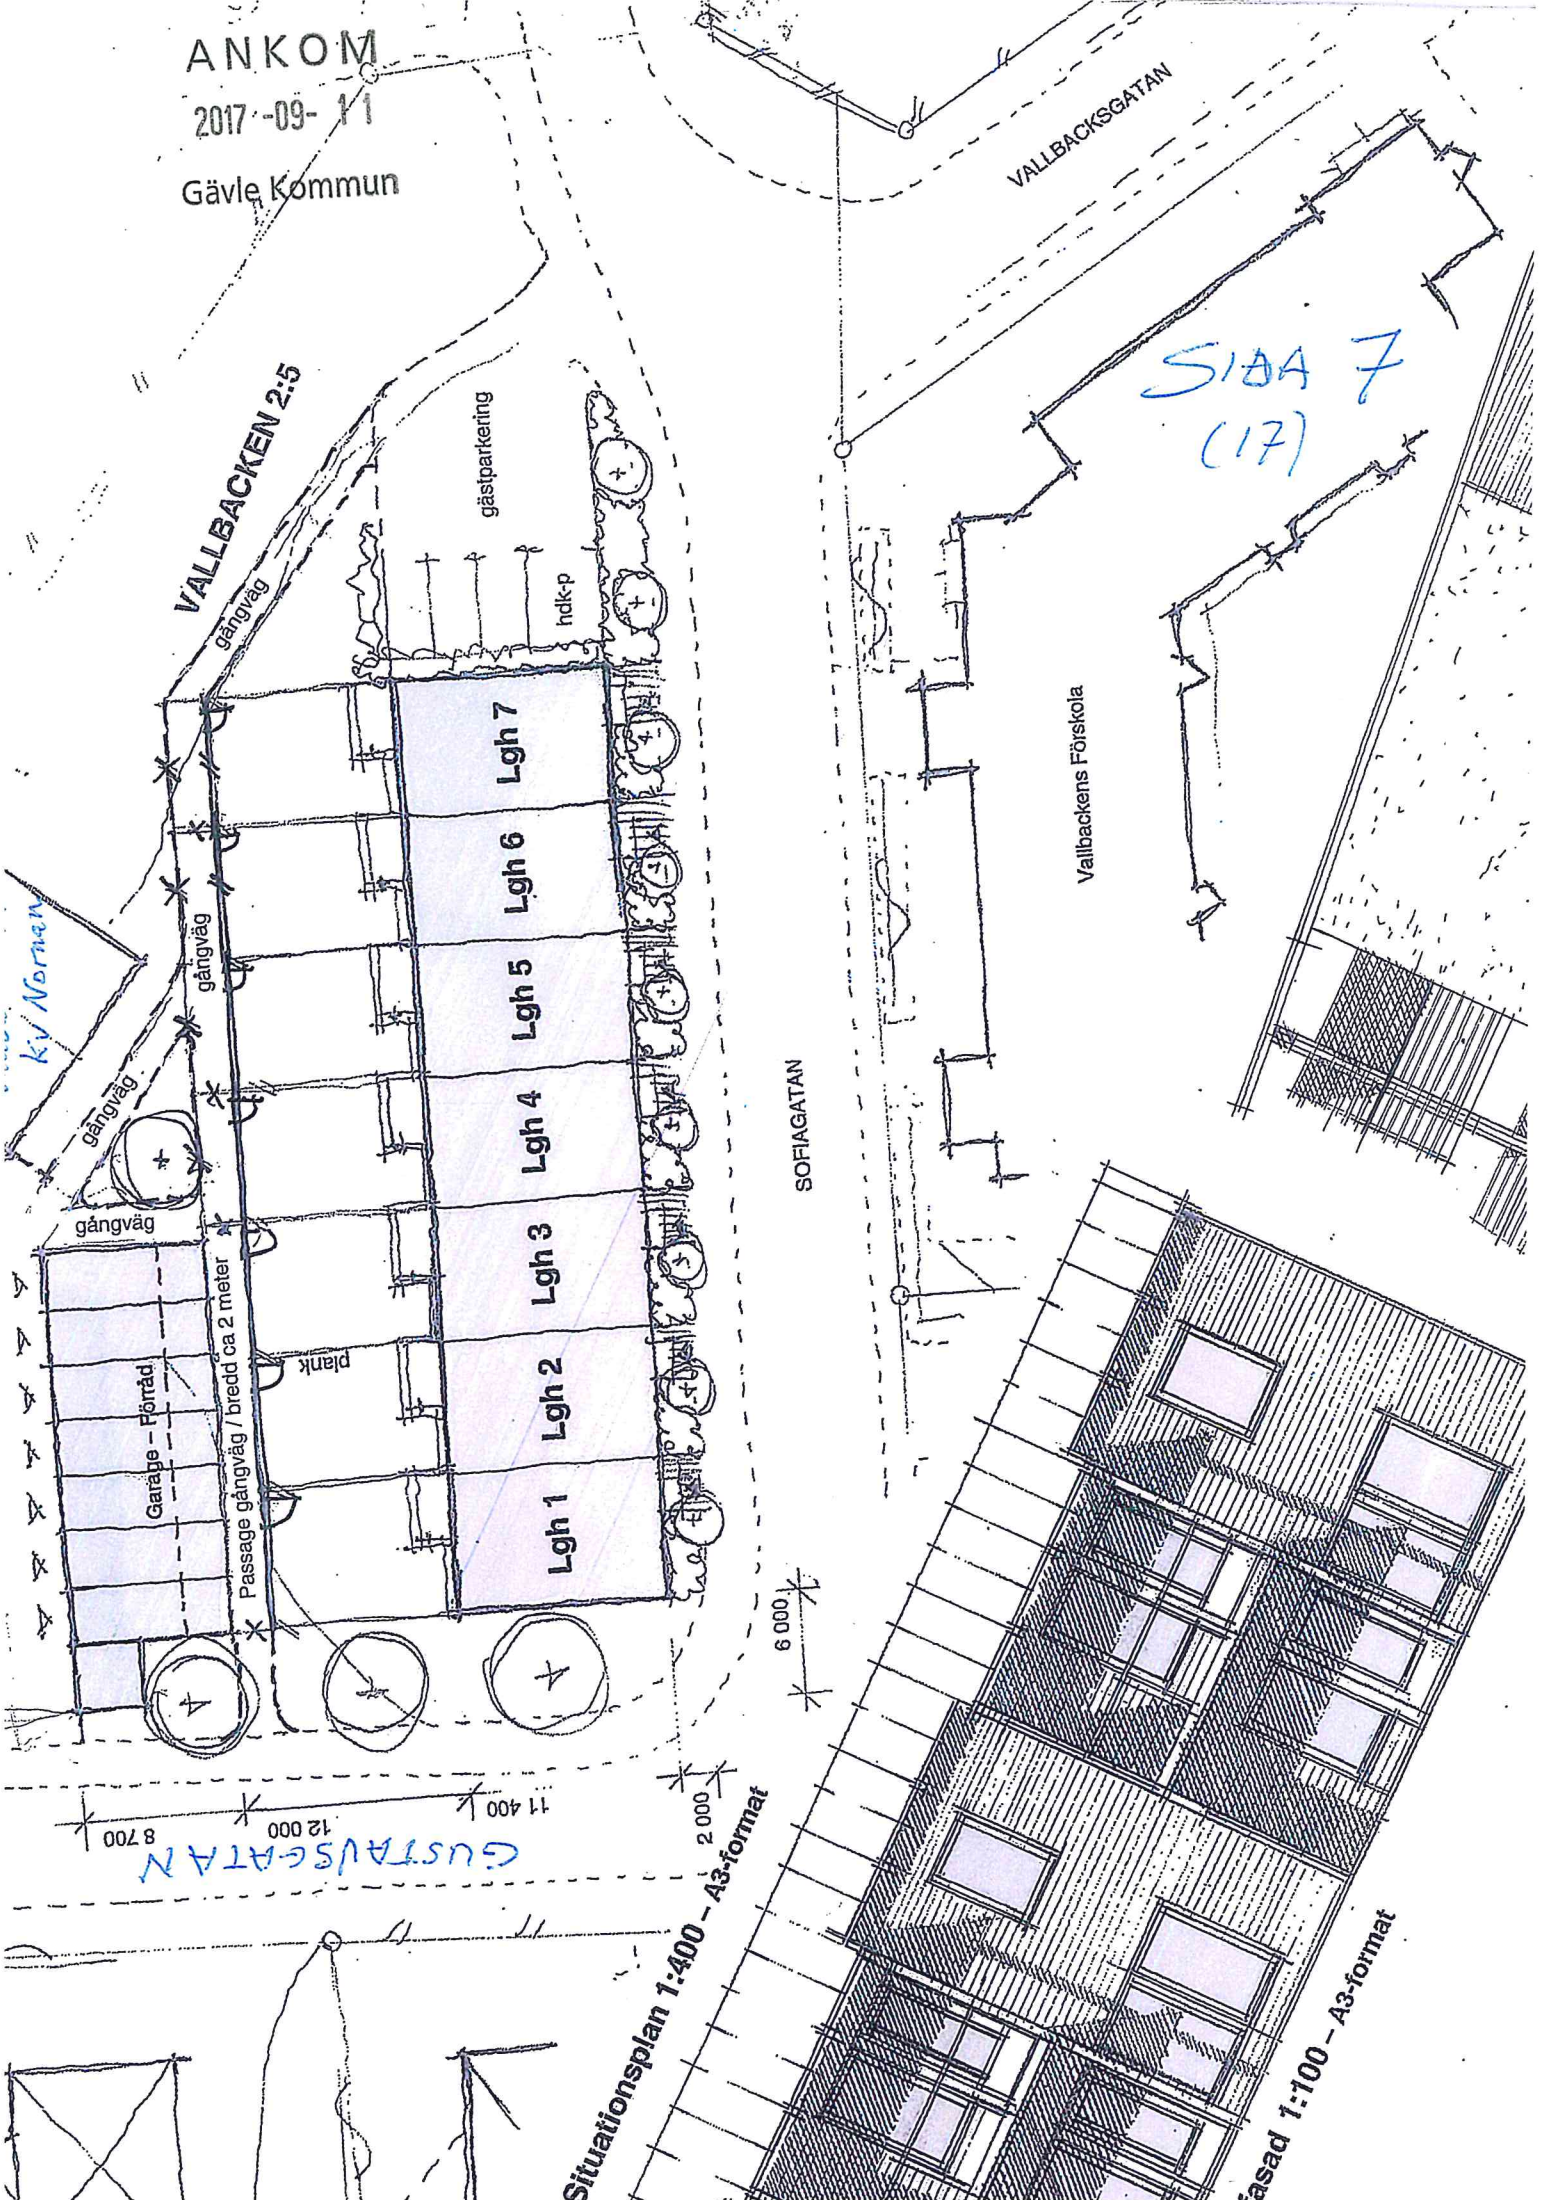 ANKOM
2017-09-11
Gävle Kommun
VALLBACKSGATAN
SIDA 7
(17)
VALLBACKEN 2:5
gästparkering
gångväg
hdk-p
Lgh 7
Lgh 6
Lgh 5
Lgh 4
Lgh 3
Lgh 2
Lgh 1
Vallbackens Förskola
gångväg
kv Nornan
gångväg
gångväg
SOFIAGATAN
plank
Garage – Förråd
Passage gångväg / bredd ca 2 meter
6 000
8 700
12 000
11 400
2 000
GUSTAVSGATAN
Situationsplan 1:400 – A3-format
asad 1:100 – A3-format